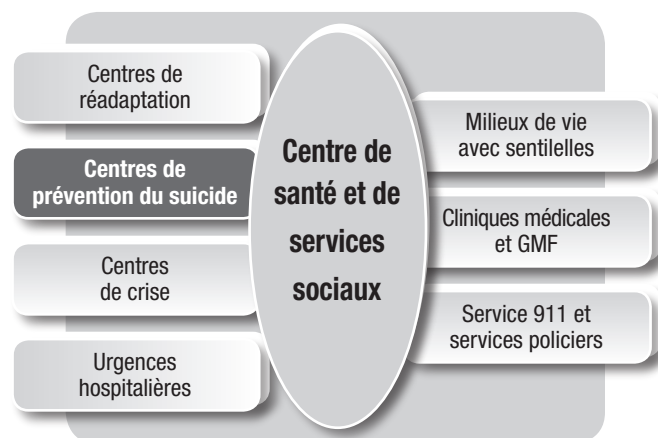 Centres de
réadaptation
Centres de
prévention du suicide
Centres
de crise
Urgences
hospitalières
Centre de
santé et de
services
sociaux
Milieux de vie
avec sentilelles
Cliniques médicales
et GMF
Service 911 et
services policiers